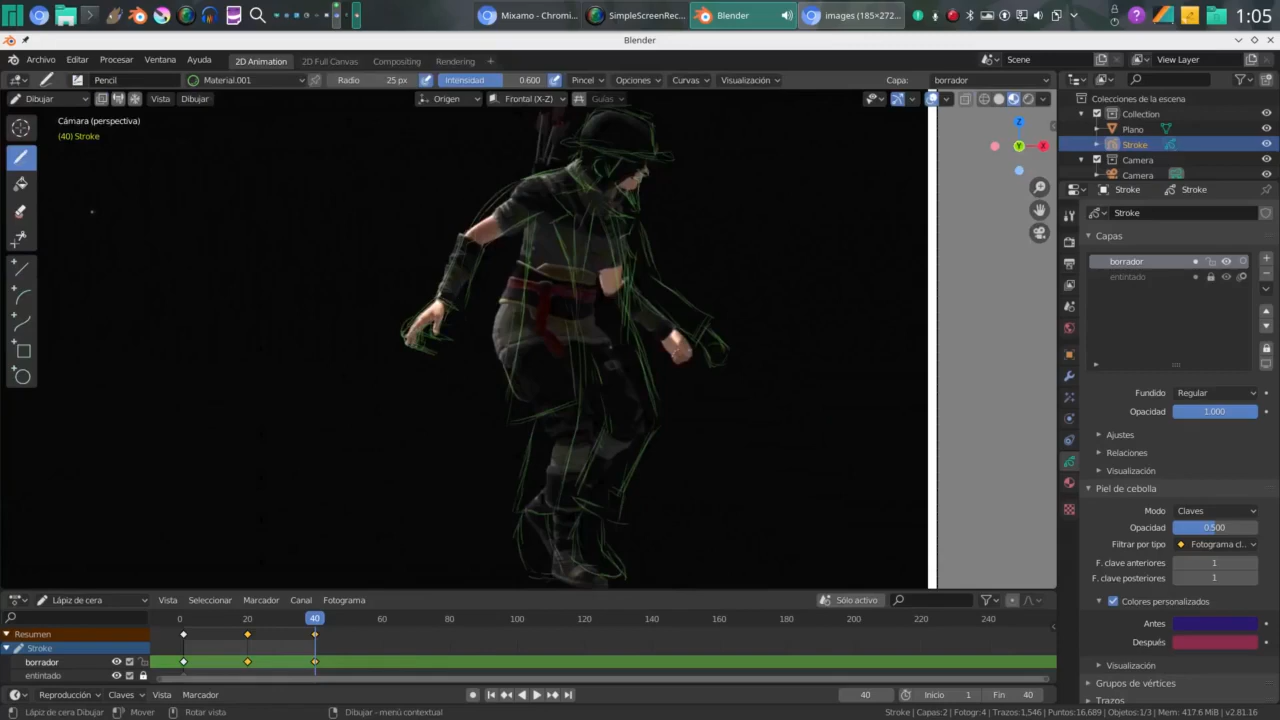 Mixamo - Chromi...
SimpleScreenRec...
Blender
images (185×272...
1:05
Blender
Archivo Editar Procesar Ventana Ayuda 2D Animation 2D Full Canvas Compositing Rendering + Scene View Layer
Pencil Material.001 Radio 25 px Intensidad 0.600 Pincel Opciones Curvas Visualización Capa: borrador
Dibujar Vista Dibujar Origen Frontal (X-Z) Guías
Colecciones de la escena
Collection
Plano
Stroke
Camera
Camera
Cámara (perspectiva)
(40) Stroke
Z
Y
X
Stroke Stroke
Stroke
Capas
borrador
entintado
Fundido Regular
Opacidad 1.000
Ajustes
Relaciones
Visualización
Piel de cebolla
Modo Claves
Opacidad 0.500
Filtrar por tipo Fotograma cl...
F. clave anteriores 1
F. clave posteriores 1
Colores personalizados
Antes
Después
Visualización
Grupos de vértices
Trazos
Lápiz de cera Vista Seleccionar Marcador Canal Fotograma Sólo activo
0 20 40 60 80 100 120 140 160 180 200 220 240
Resumen
Stroke
borrador
entintado
Reproducción Claves Vista Marcador 40 Inicio 1 Fin 40
Lápiz de cera Dibujar Mover Rotar vista Dibujar - menú contextual Stroke | Capas:2 | Fotogr:4 | Trazos:1,546 | Puntos:16,689 | Objetos:1/3 | Mem: 417.6 MiB | v2.81.16